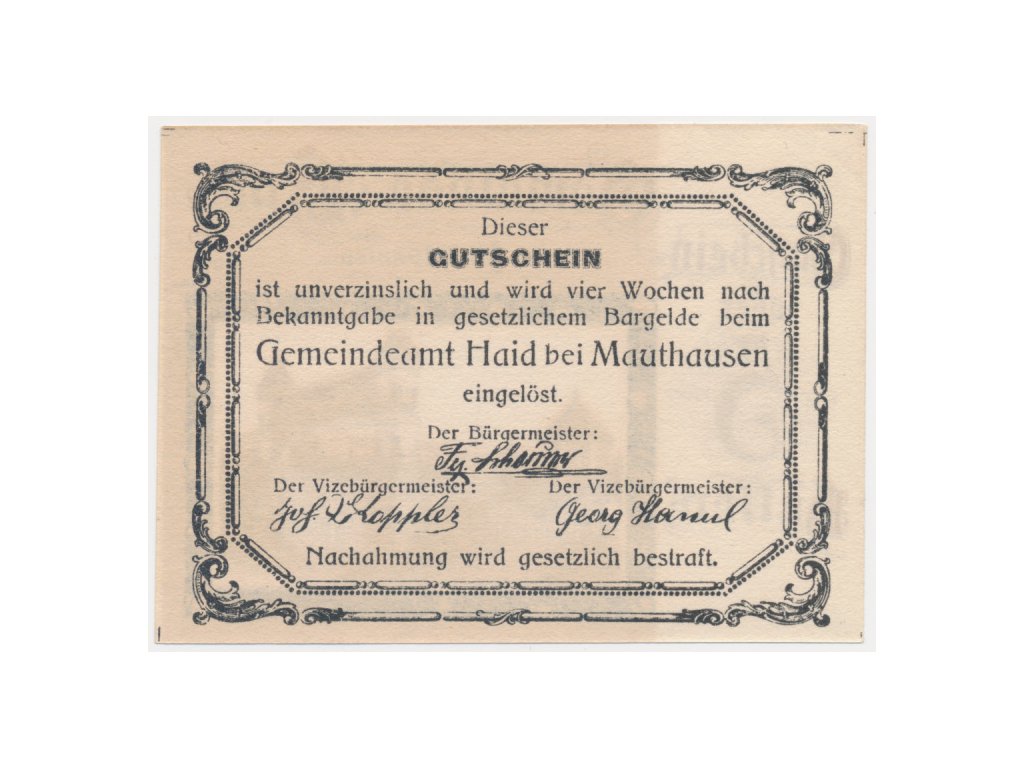 Dieser
GUTSCHEIN
ist unverzinslich und wird vier Wochen nach
Bekanntgabe in gesetzlichem Bargelde beim
Gemeindeamt Haid bei Mauthausen
eingelöst.
Der Bürgermeister:
Der Vizebürgermeister: Der Vizebürgermeister:
Jos. Georg
Nachahmung wird gesetzlich bestraft.